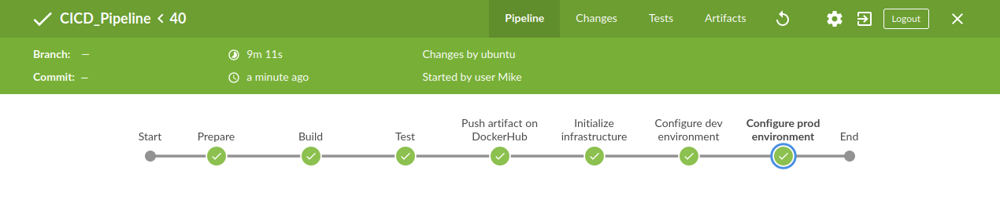 CICD_Pipeline < 40
Pipeline
Changes
Tests
Artifacts
Logout
Branch: —
9m 11s
Changes by ubuntu
Commit: —
a minute ago
Started by user Mike
Start
Prepare
Build
Test
Push artifact on
DockerHub
Initialize
infrastructure
Configure dev
environment
Configure prod
environment
End